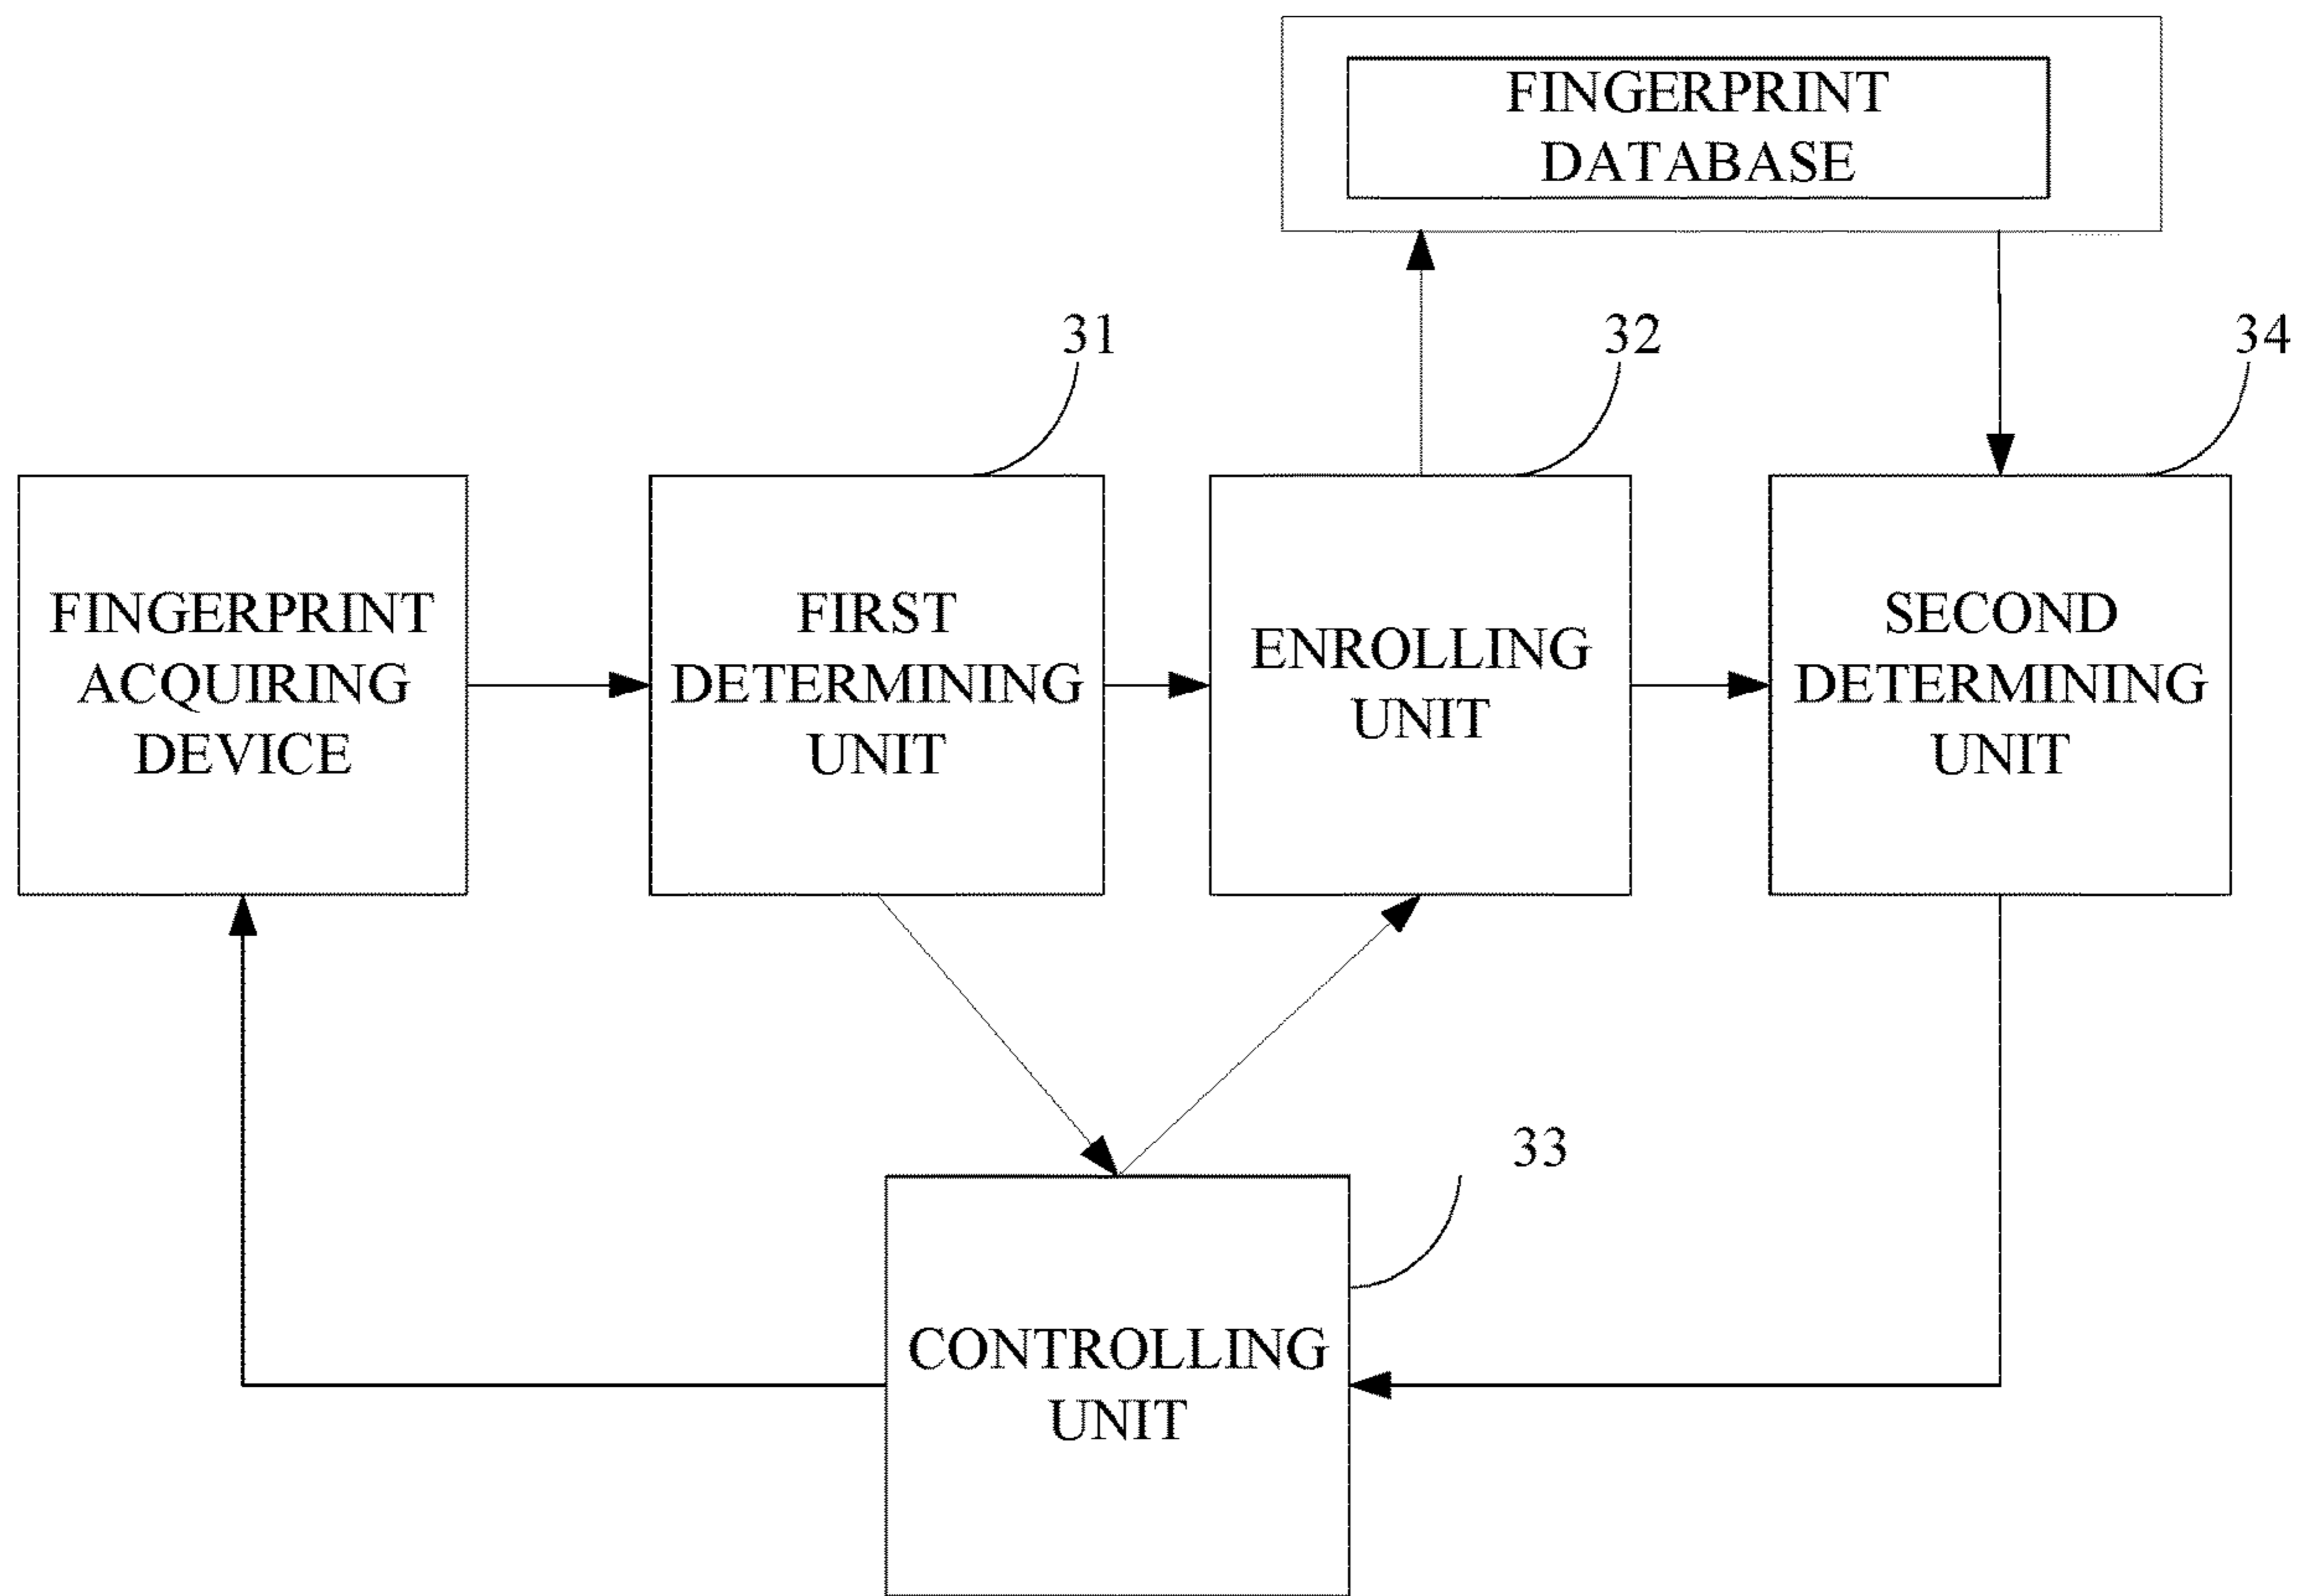 FINGERPRINT
DATABASE
31
32
34
FINGERPRINT
ACQUIRING
DEVICE
FIRST
DETERMINING
UNIT
ENROLLING
UNIT
SECOND
DETERMINING
UNIT
33
CONTROLLING
UNIT